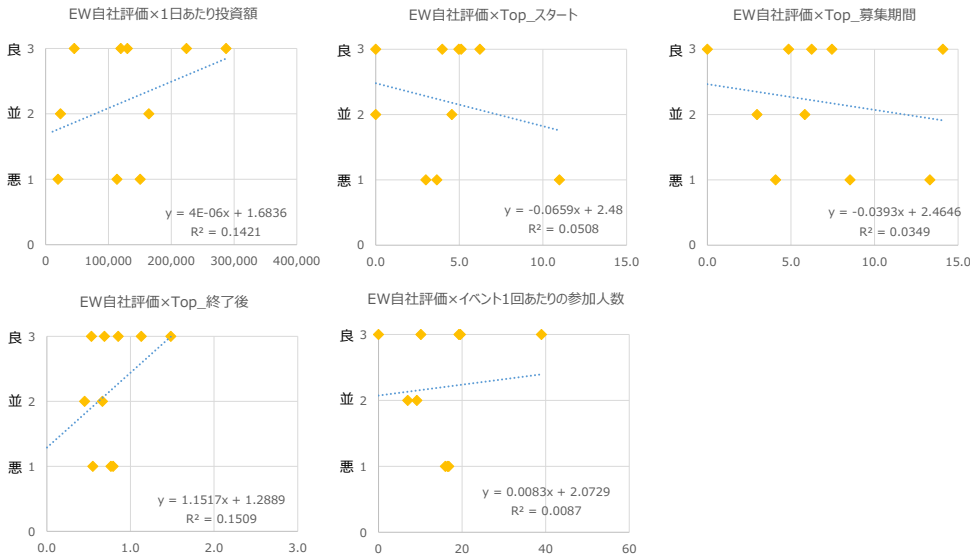 EW自社評価×1日あたり投資額
良 3
並 2
悪 1
0
y = 4E-06x + 1.6836
R² = 0.1421
0 100,000 200,000 300,000 400,000
EW自社評価×Top_スタート
良 3
並 2
悪 1
0
y = -0.0659x + 2.48
R² = 0.0508
0.0 5.0 10.0 15.0
EW自社評価×Top_募集期間
良 3
並 2
悪 1
0
y = -0.0393x + 2.4646
R² = 0.0349
0.0 5.0 10.0 15.0
EW自社評価×Top_終了後
良 3
並 2
悪 1
0
y = 1.1517x + 1.2889
R² = 0.1509
0.0 1.0 2.0 3.0
EW自社評価×イベント1回あたりの参加人数
良 3
並 2
悪 1
0
y = 0.0083x + 2.0729
R² = 0.0087
0 20 40 60